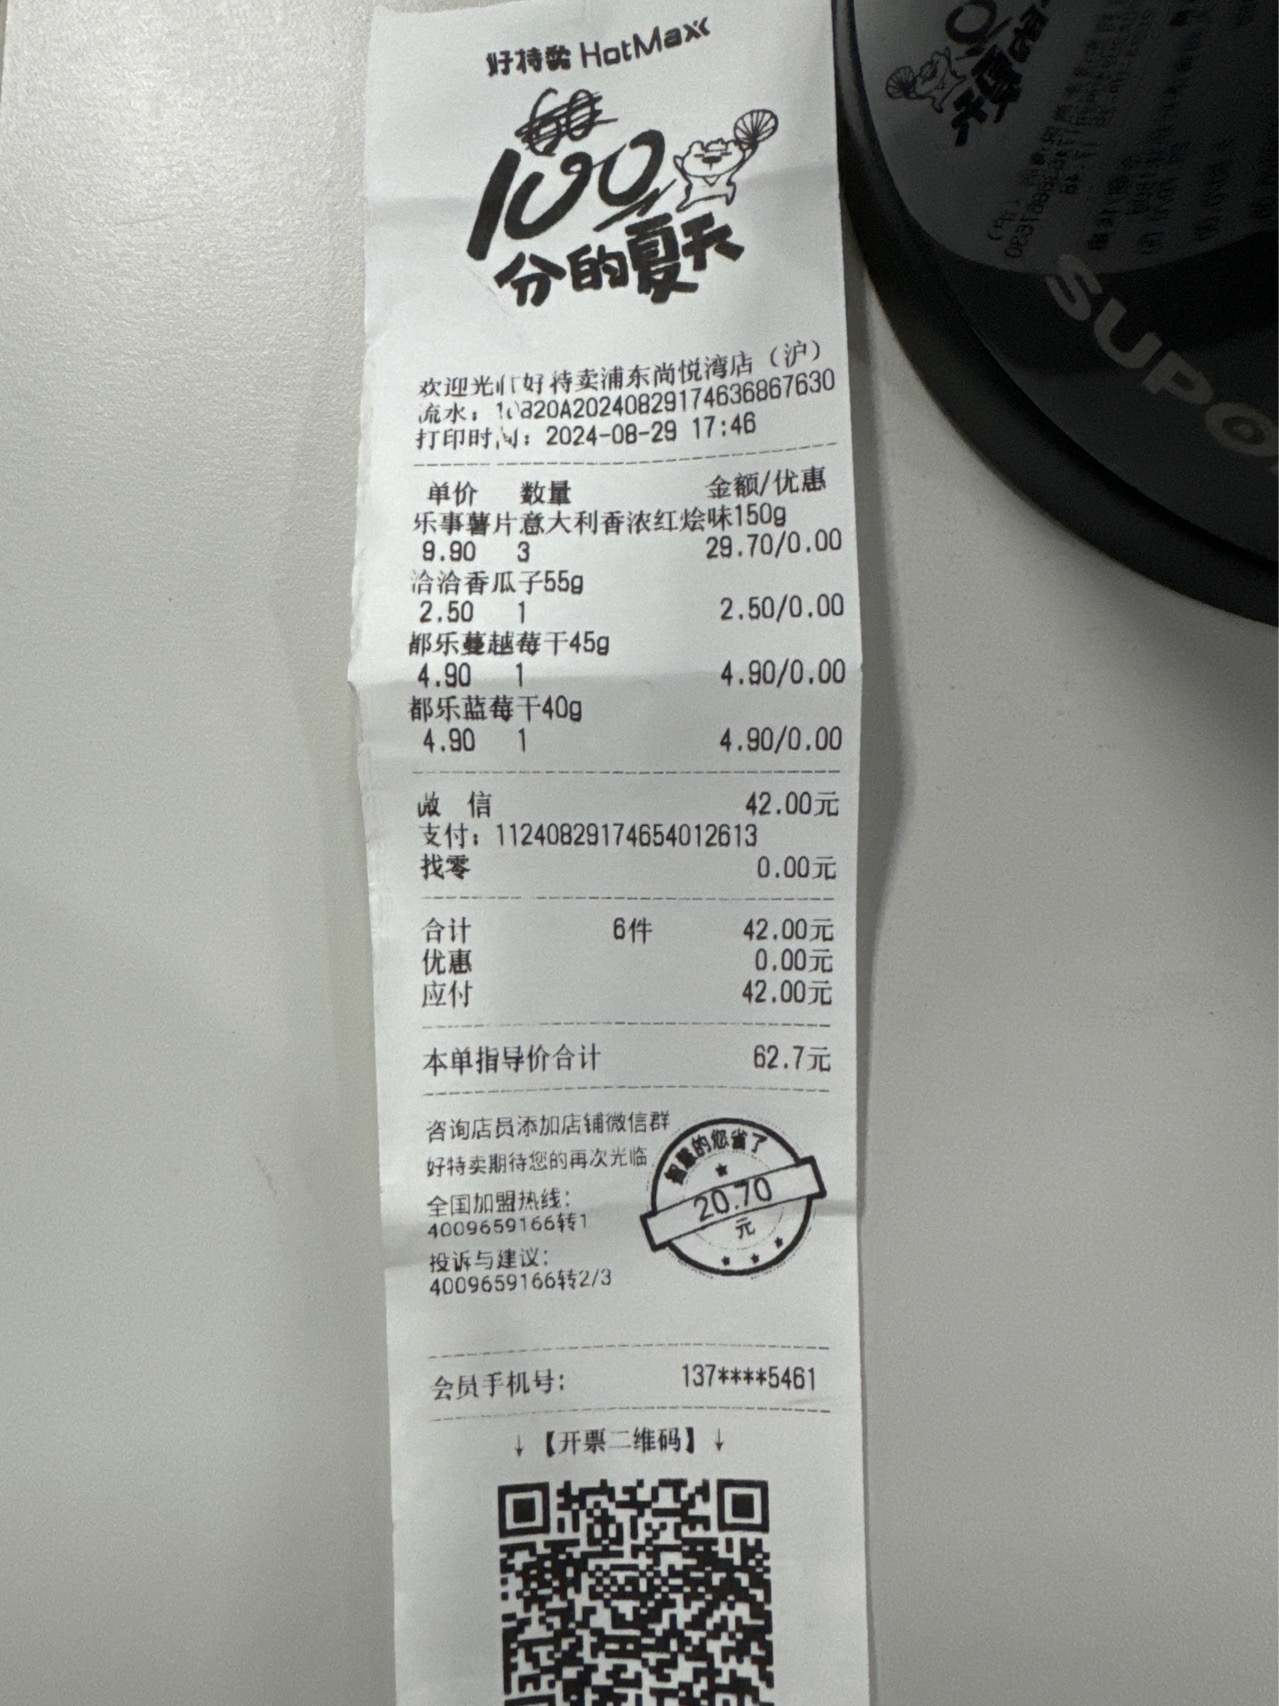 好特卖 HotMaxx
60
100
分的夏天
欢迎光临好特卖浦东尚悦湾店（沪）
流水：10820A20240829174636867630
打印时间：2024-08-29 17:46
单价 数量 金额/优惠
乐事薯片意大利香浓红烩味150g
9.90 3 29.70/0.00
洽洽香瓜子55g
2.50 1 2.50/0.00
都乐蔓越莓干45g
4.90 1 4.90/0.00
都乐蓝莓干40g
4.90 1 4.90/0.00
微 信 42.00元
支付：11240829174654012613
找零 0.00元
合计 6件 42.00元
优惠 0.00元
应付 42.00元
本单指导价合计 62.7元
咨询店员添加店铺微信群
好特卖期待您的再次光临
全国加盟热线：
4009659166转1
投诉与建议：
4009659166转2/3
智慧的您省了
20.70
元
会员手机号： 137****5461
↓【开票二维码】↓